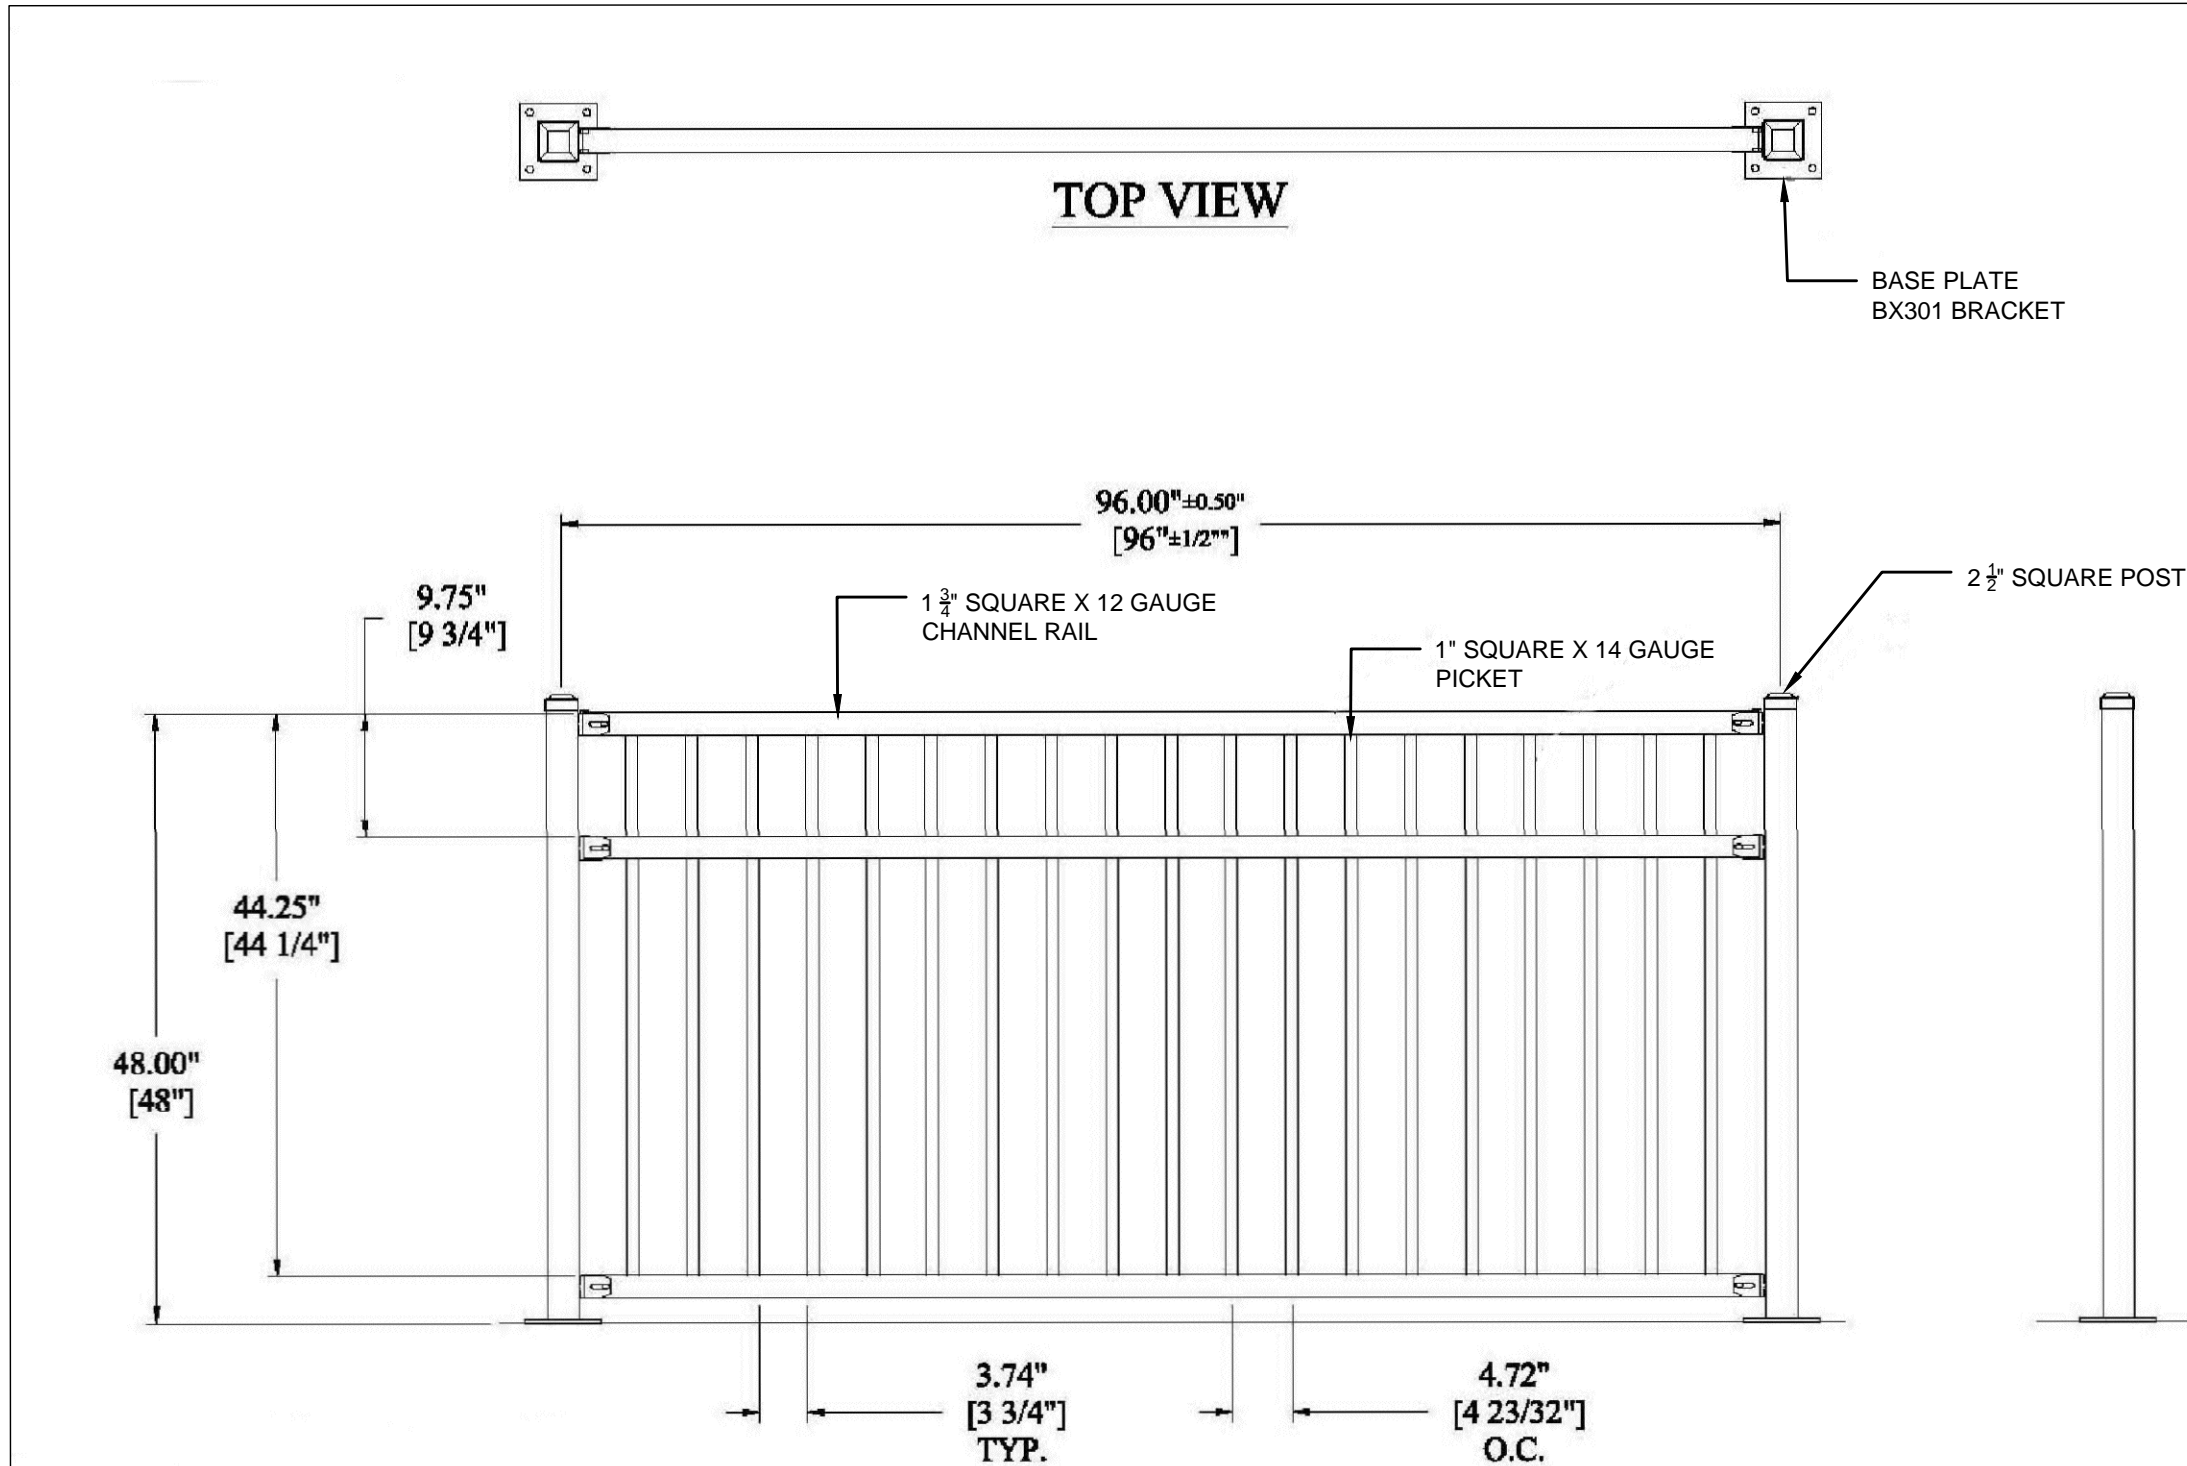 TOP VIEW
BASE PLATE
BX301 BRACKET
96.00"±0.50"
[96"±1/2""]
2 1/2" SQUARE POST
9.75"
[9 3/4"]
1 3/4" SQUARE X 12 GAUGE
CHANNEL RAIL
1" SQUARE X 14 GAUGE
PICKET
44.25"
[44 1/4"]
48.00"
[48"]
3.74"
[3 3/4"]
TYP.
4.72"
[4 23/32"]
O.C.